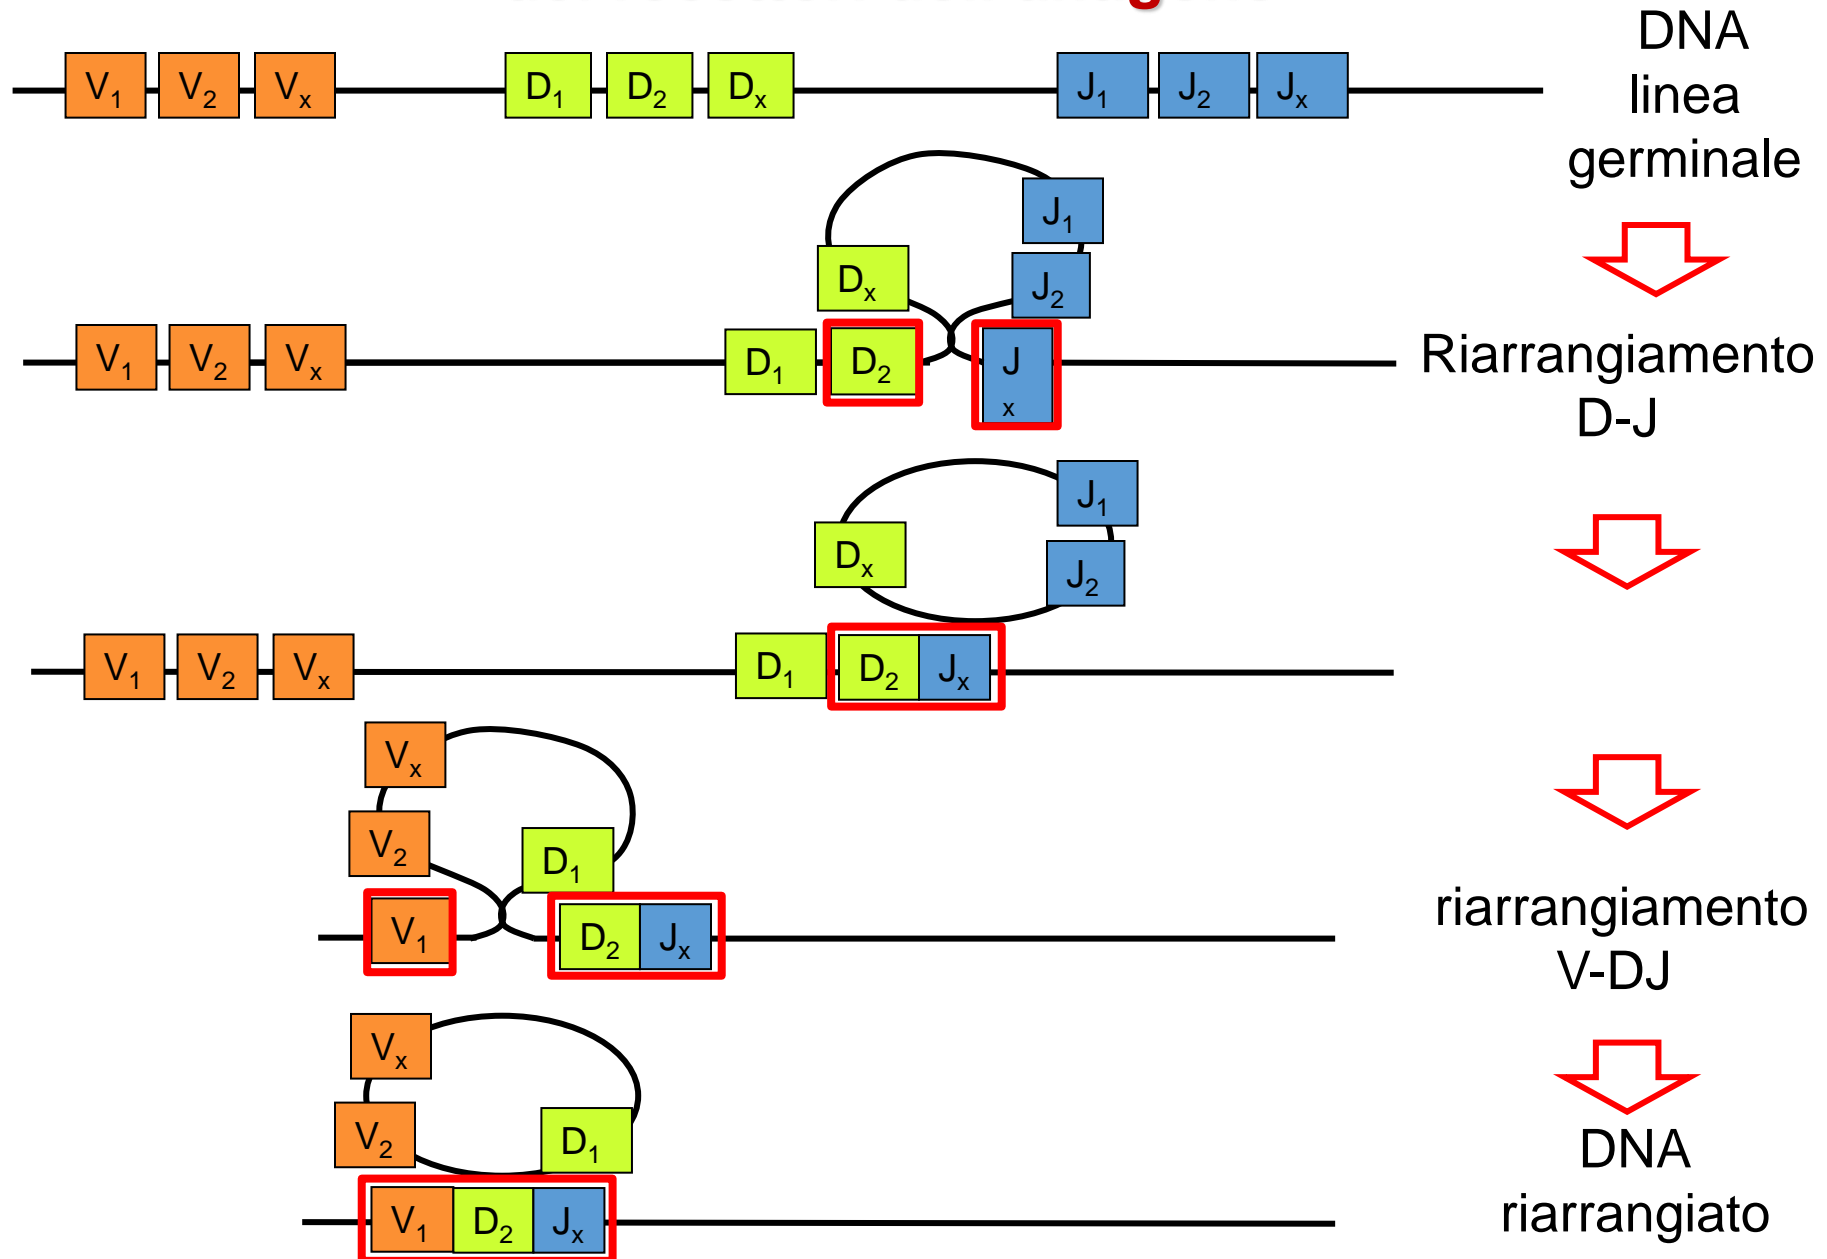 V1 V2 Vx D1 D2 Dx J1 J2 Jx
DNA
linea
germinale
J1
Dx J2
V1 V2 Vx D1 D2 J
x
Riarrangiamento
D-J
J1
Dx J2
V1 V2 Vx D1 D2 Jx
Vx
V2 D1
V1 D2 Jx
riarrangiamento
V-DJ
Vx
V2 D1
V1 D2 Jx
DNA
riarrangiato